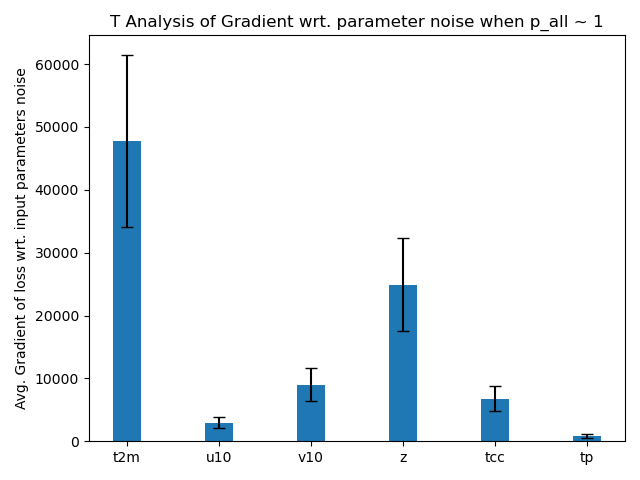 T Analysis of Gradient wrt. parameter noise when p_all ~ 1
Avg. Gradient of loss wrt. input parameters noise
60000
50000
40000
30000
20000
10000
0
t2m u10 v10 z tcc tp